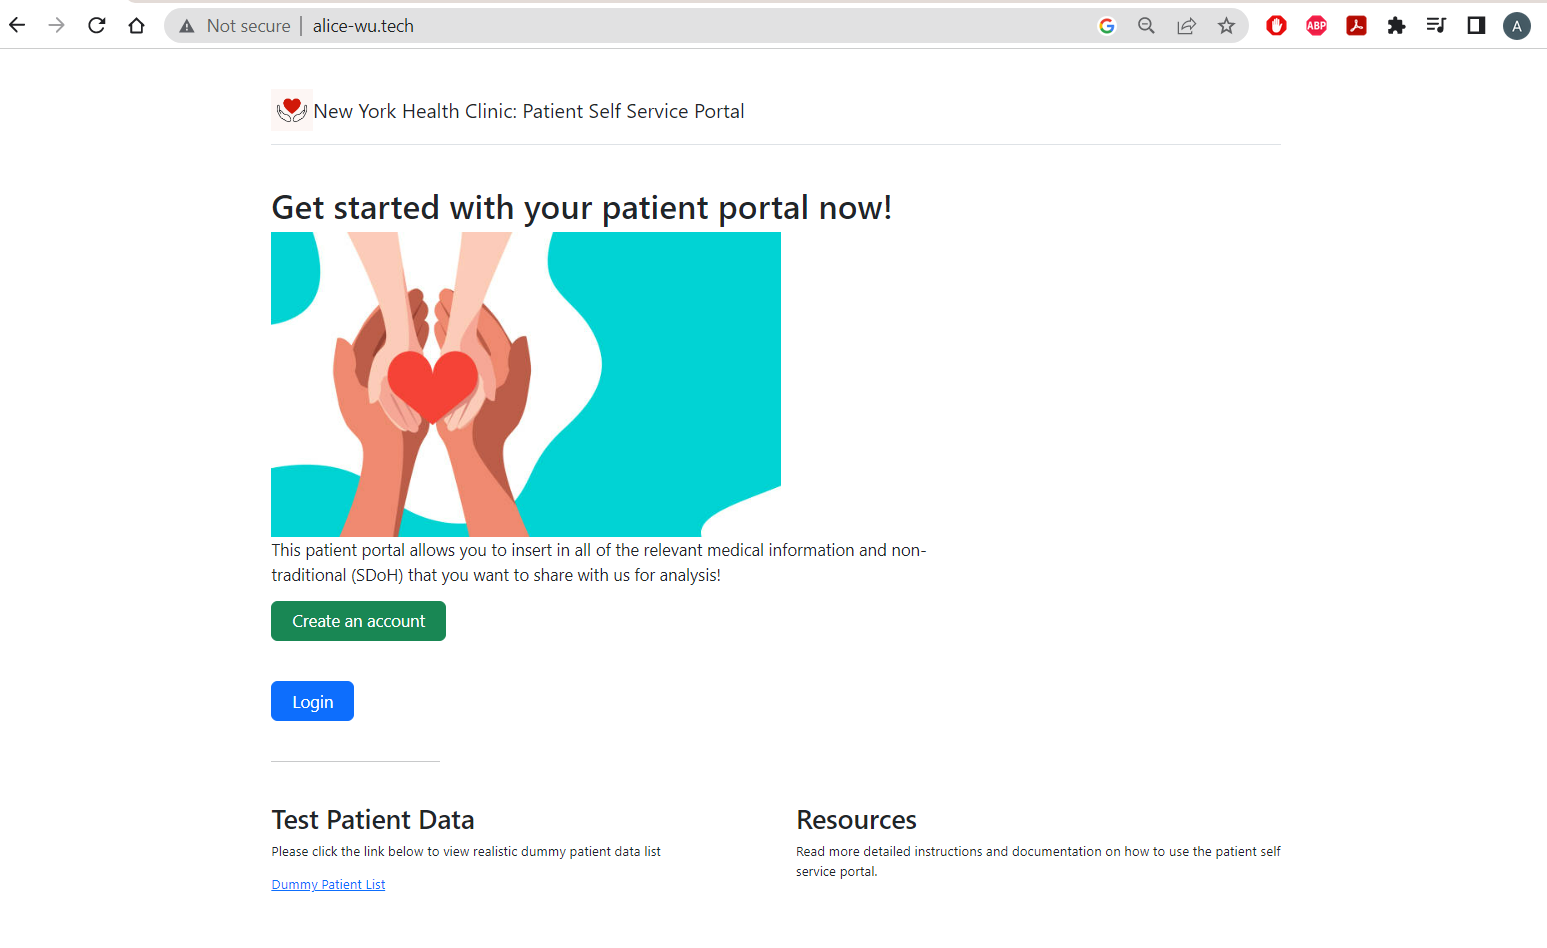 Not secure | alice-wu.tech
ABP
A
New York Health Clinic: Patient Self Service Portal
Get started with your patient portal now!
This patient portal allows you to insert in all of the relevant medical information and non-
traditional (SDoH) that you want to share with us for analysis!
Create an account
Login
Test Patient Data
Please click the link below to view realistic dummy patient data list
Dummy Patient List
Resources
Read more detailed instructions and documentation on how to use the patient self
service portal.